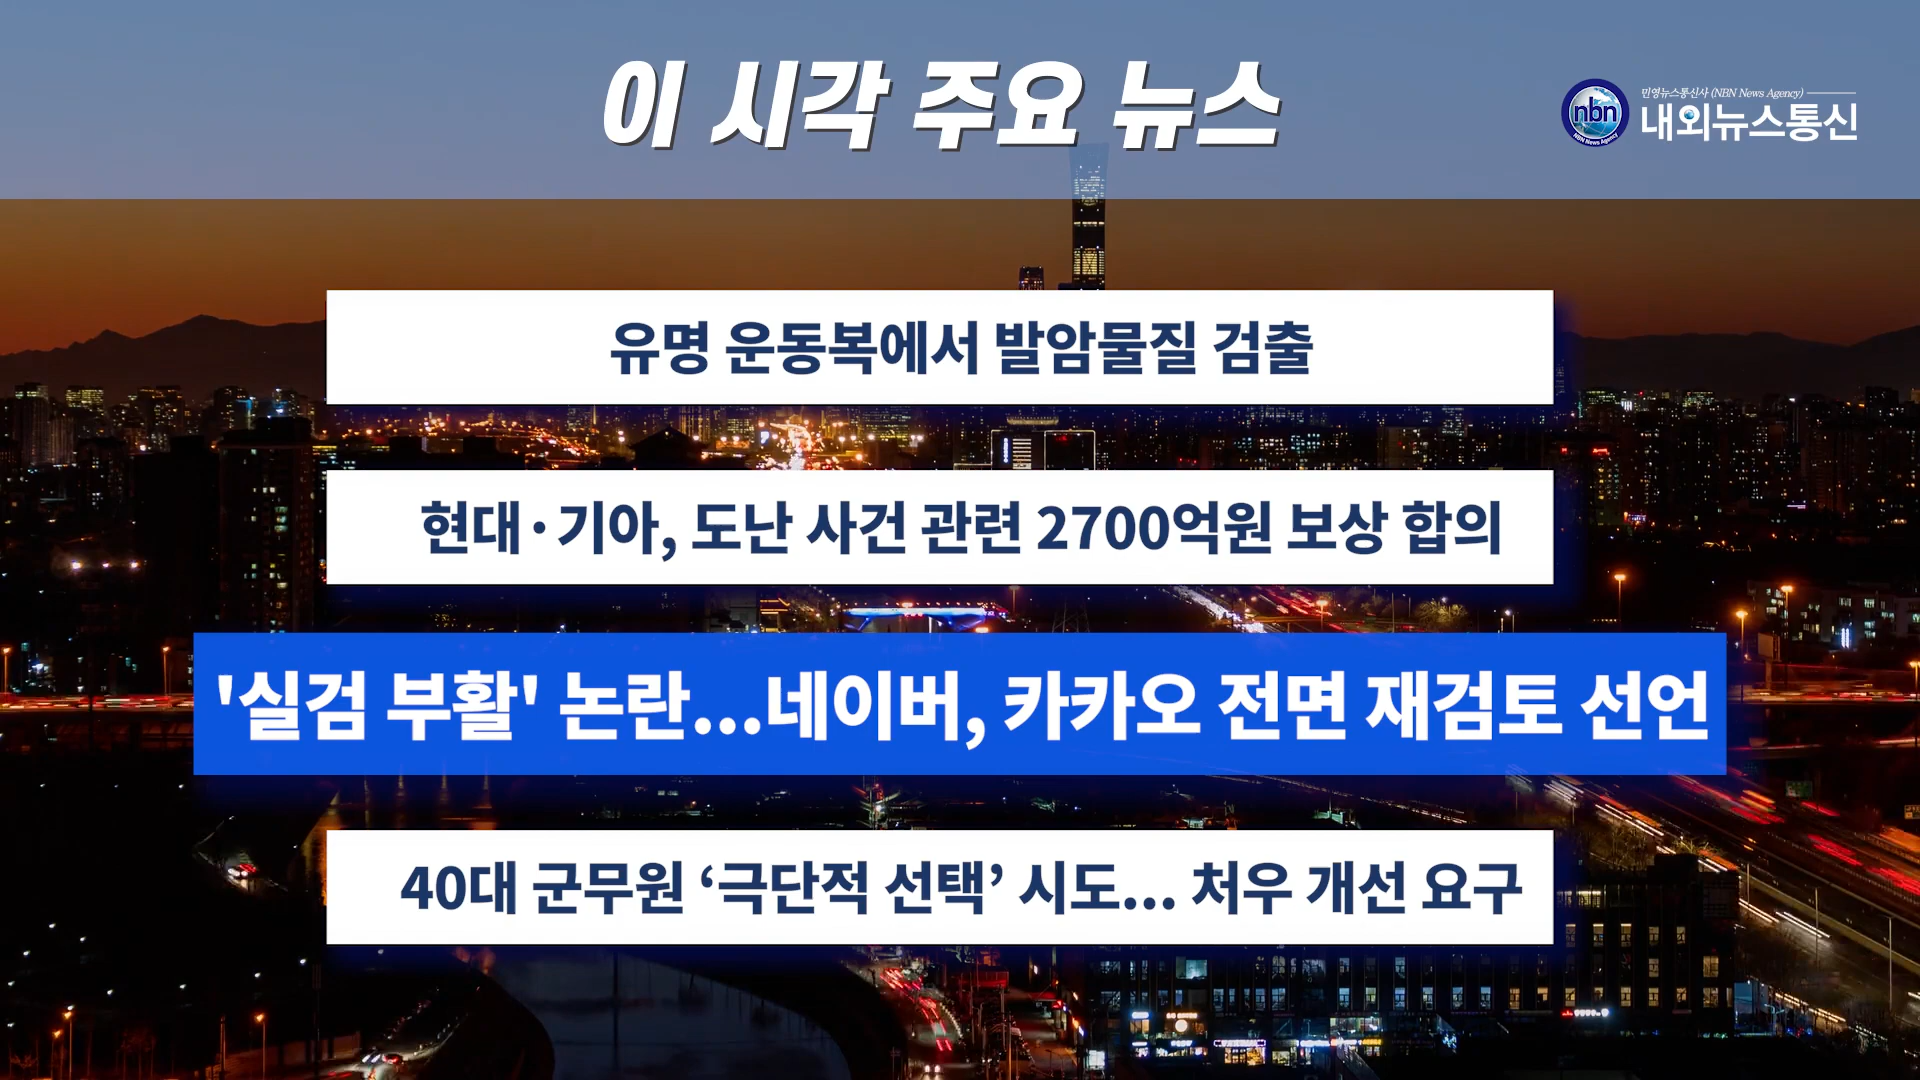 이 시각 주요 뉴스
민영뉴스통신사 (NBN News Agency)
nbn
NBN News Agency
내외뉴스통신
유명 운동복에서 발암물질 검출
현대·기아, 도난 사건 관련 2700억원 보상 합의
'실검 부활' 논란...네이버, 카카오 전면 재검토 선언
40대 군무원 ‘극단적 선택’ 시도... 처우 개선 요구